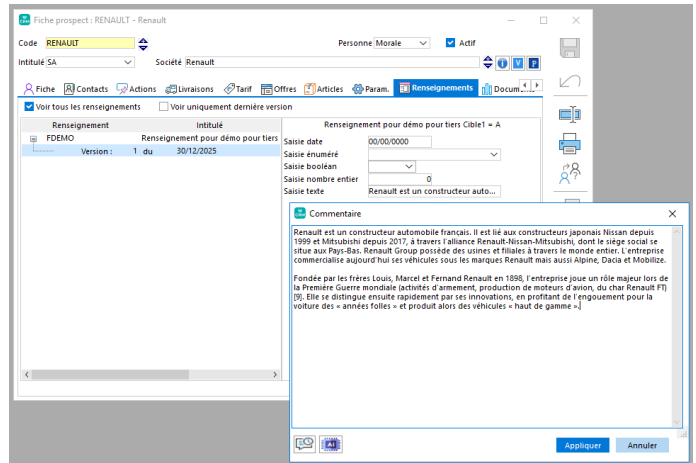 Fiche prospect : RENAULT - Renault
Code RENAULT Personne Morale Actif
Intitulé SA Société Renault
Fiche Contacts Actions Livraisons Tarif Offres Articles Param. Renseignements Docum...
Voir tous les renseignements Voir uniquement dernière version
Renseignement Intitulé
FDEMO Renseignement pour démo pour tiers
Version : 1 du 30/12/2025
Renseignement pour démo pour tiers Cible1 = A
Saisie date 00/00/0000
Saisie énuméré
Saisie booléan
Saisie nombre entier 0
Saisie texte Renault est un constructeur auto...
Commentaire
Renault est un constructeur automobile français. Il est lié aux constructeurs japonais Nissan depuis
1999 et Mitsubishi depuis 2017, à travers l'alliance Renault-Nissan-Mitsubishi, dont le siège social se
situe aux Pays-Bas. Renault Group possède des usines et filiales à travers le monde entier. L'entreprise
commercialise aujourd'hui ses véhicules sous les marques Renault mais aussi Alpine, Dacia et Mobilize.
Fondée par les frères Louis, Marcel et Fernand Renault en 1898, l'entreprise joue un rôle majeur lors de
la Première Guerre mondiale (activités d'armement, production de moteurs d'avion, du char Renault FT)
[9]. Elle se distingue ensuite rapidement par ses innovations, en profitant de l'engouement pour la
voiture des « années folles » et produit alors des véhicules « haut de gamme ».
AI
Appliquer Annuler